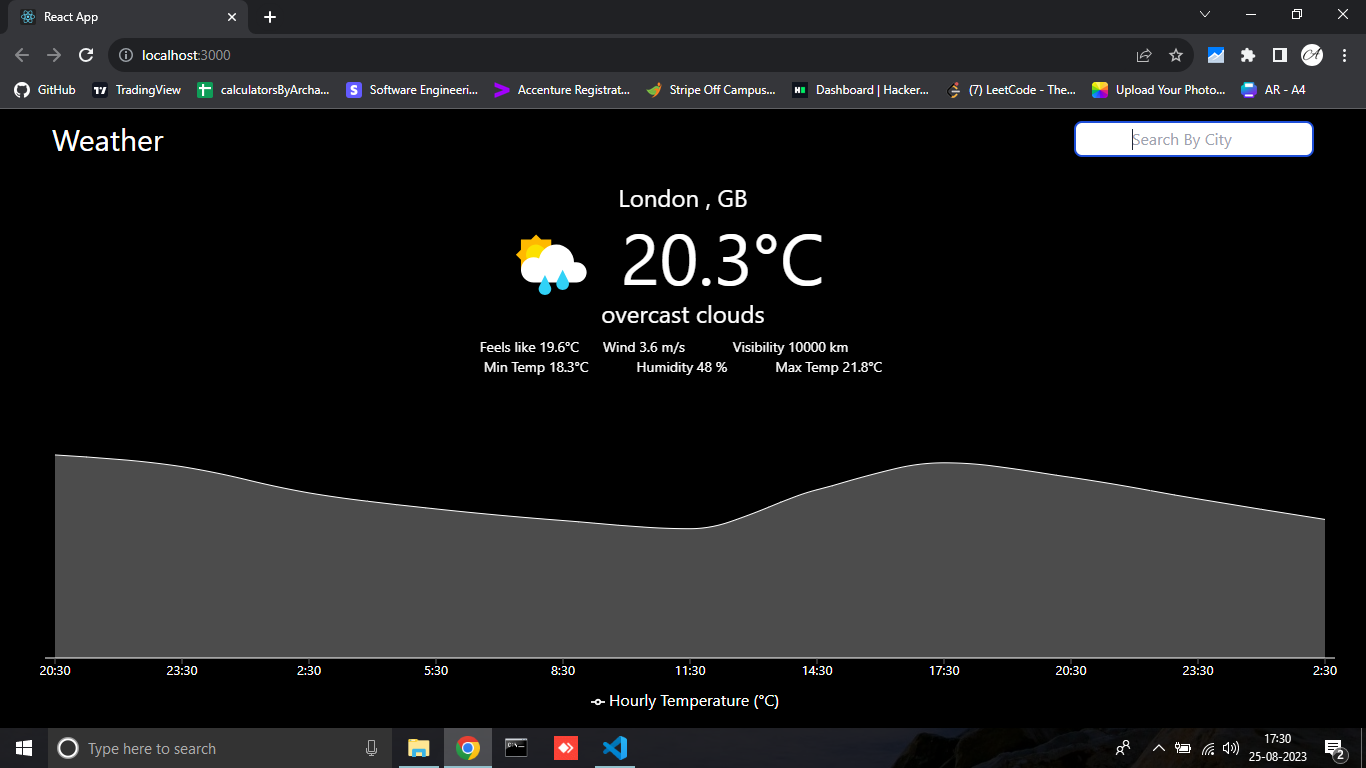 React App
localhost:3000
GitHub TradingView calculatorsByArcha... Software Engineeri... Accenture Registrat... Stripe Off Campus... Dashboard | Hacker... (7) LeetCode - The... Upload Your Photo... AR - A4
Weather
Search By City
London , GB
20.3°C
overcast clouds
Feels like 19.6°C Wind 3.6 m/s Visibility 10000 km
Min Temp 18.3°C Humidity 48 % Max Temp 21.8°C
20:30 23:30 2:30 5:30 8:30 11:30 14:30 17:30 20:30 23:30 2:30
Hourly Temperature (°C)
Type here to search
17:30
25-08-2023
2